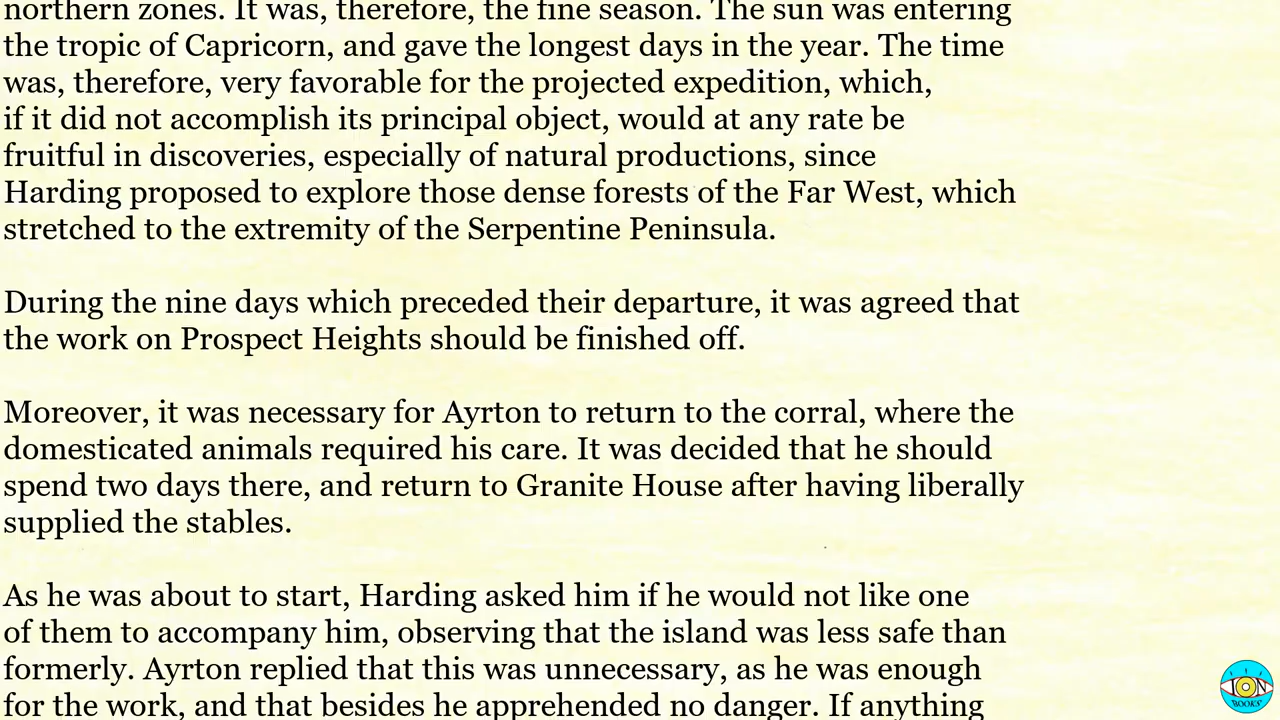 northern zones. It was, therefore, the fine season. The sun was entering
the tropic of Capricorn, and gave the longest days in the year. The time
was, therefore, very favorable for the projected expedition, which,
if it did not accomplish its principal object, would at any rate be
fruitful in discoveries, especially of natural productions, since
Harding proposed to explore those dense forests of the Far West, which
stretched to the extremity of the Serpentine Peninsula.
During the nine days which preceded their departure, it was agreed that
the work on Prospect Heights should be finished off.
Moreover, it was necessary for Ayrton to return to the corral, where the
domesticated animals required his care. It was decided that he should
spend two days there, and return to Granite House after having liberally
supplied the stables.
As he was about to start, Harding asked him if he would not like one
of them to accompany him, observing that the island was less safe than
formerly. Ayrton replied that this was unnecessary, as he was enough
for the work, and that besides he apprehended no danger. If anything
ION
BOOKS